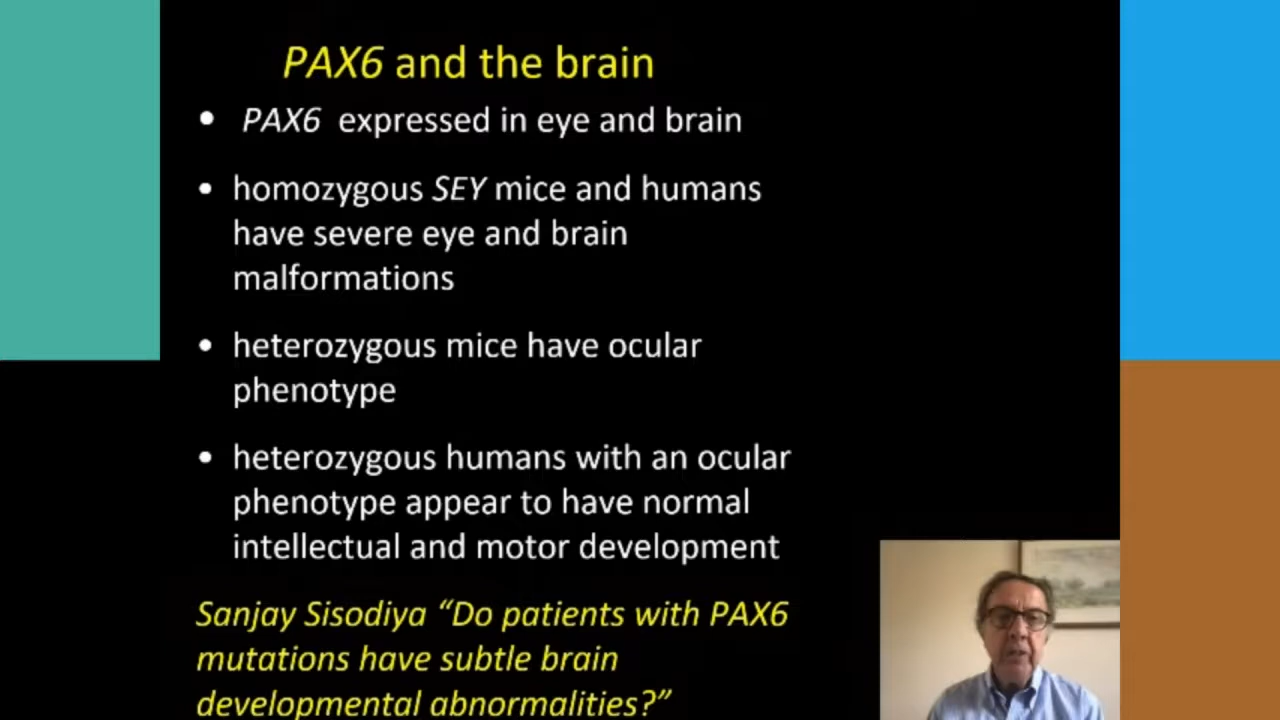 PAX6 and the brain
• PAX6 expressed in eye and brain
• homozygous SEY mice and humans
have severe eye and brain
malformations
• heterozygous mice have ocular
phenotype
• heterozygous humans with an ocular
phenotype appear to have normal
intellectual and motor development
Sanjay Sisodiya “Do patients with PAX6
mutations have subtle brain
developmental abnormalities?”